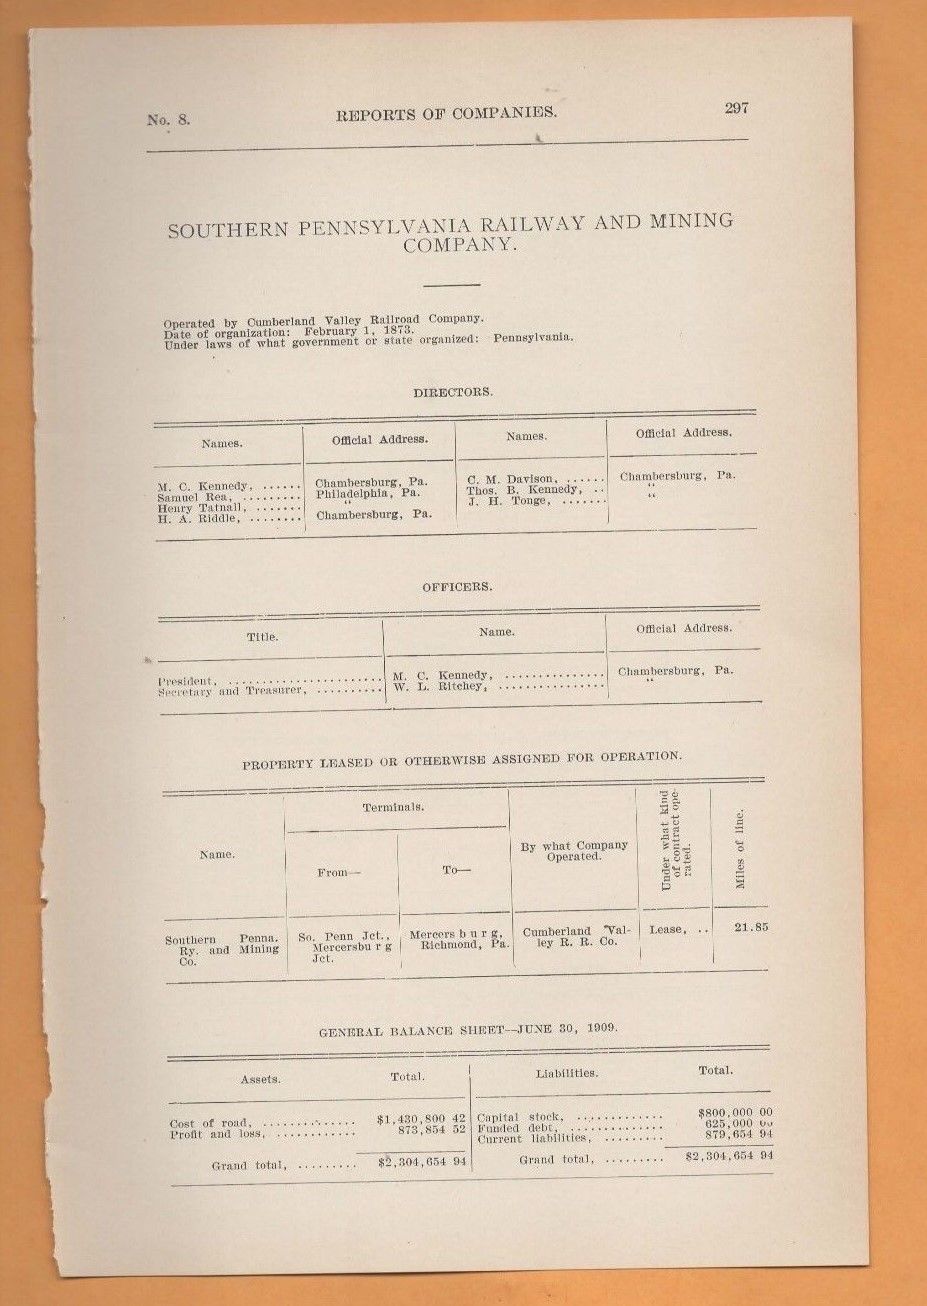 No. 8. REPORTS OF COMPANIES. 297
SOUTHERN PENNSYLVANIA RAILWAY AND MINING
COMPANY.
Operated by Cumberland Valley Railroad Company.
Date of organization: February 1, 1873.
Under laws of what government or state organized: Pennsylvania.
DIRECTORS.
Names. Official Address. Names. Official Address.
M. C. Kennedy, ...... Chambersburg, Pa. C. M. Davison, ...... Chambersburg, Pa.
Samuel Rea, ......... Philadelphia, Pa. Thos. B. Kennedy, .. "
Henry Tatnall, ....... " J. H. Tonge, ....... "
H. A. Riddle, ........ Chambersburg, Pa.
OFFICERS.
Title. Name. Official Address.
President, ....................... M. C. Kennedy, ............... Chambersburg, Pa.
Secretary and Treasurer, .......... W. L. Ritchey, ................ "
PROPERTY LEASED OR OTHERWISE ASSIGNED FOR OPERATION.
Name.
Terminals.
From—
To—
By what Company
Operated.
Under what kind
of contract ope-
rated.
Miles of line.
Southern Penna. So. Penn Jct., Mercersburg, Cumberland Val- Lease, .. 21.85
Ry. and Mining Mercersburg Richmond, Pa. ley R. R. Co.
Co. Jct.
GENERAL BALANCE SHEET—JUNE 30, 1909.
Assets. Total. Liabilities. Total.
Cost of road, ............. $1,430,800 42 Capital stock, ............. $800,000 00
Profit and loss, ............ 873,854 52 Funded debt, .............. 625,000 00
Current liabilities, ......... 879,654 94
Grand total, ......... $2,304,654 94 Grand total, ......... $2,304,654 94